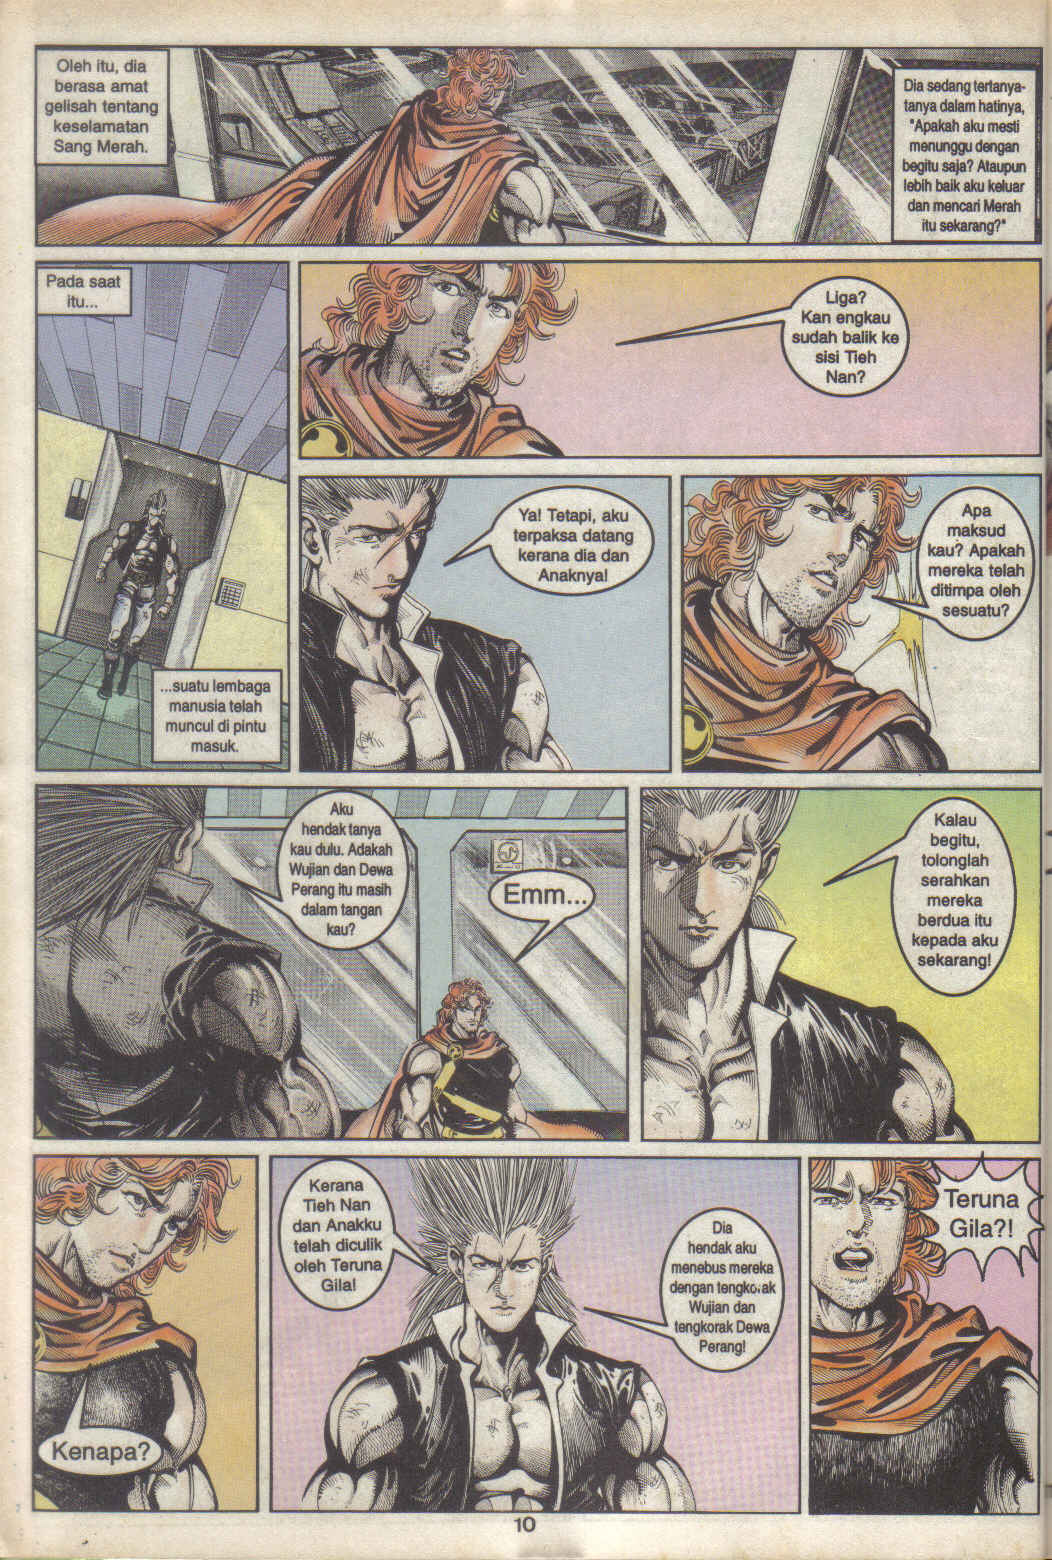 Oleh itu, dia
berasa amat
gelisah tentang
keselamatan
Sang Merah.
Dia sedang tertanya-
tanya dalam hatinya,
"Apakah aku mesti
menunggu dengan
begitu saja? Ataupun
lebih baik aku keluar
dan mencari Merah
itu sekarang?"
Pada saat
itu...
...suatu lembaga
manusia telah
muncul di pintu
masuk.
Liga?
Kan engkau
sudah balik ke
sisi Tieh
Nan?
Ya! Tetapi, aku
terpaksa datang
kerana dia dan
Anaknya!
Apa
maksud
kau? Apakah
mereka telah
ditimpa oleh
sesuatu?
Aku
hendak tanya
kau dulu. Adakah
Wujian dan Dewa
Perang itu masih
dalam tangan
kau?
Emm...
Kalau
begitu,
tolonglah
serahkan
mereka
berdua itu
kepada aku
sekarang!
Kenapa?
Kerana
Tieh Nan
dan Anakku
telah diculik
oleh Teruna
Gila!
Dia
hendak aku
menebus mereka
dengan tengkorak
Wujian dan
tengkorak Dewa
Perang!
Teruna
Gila?!
10